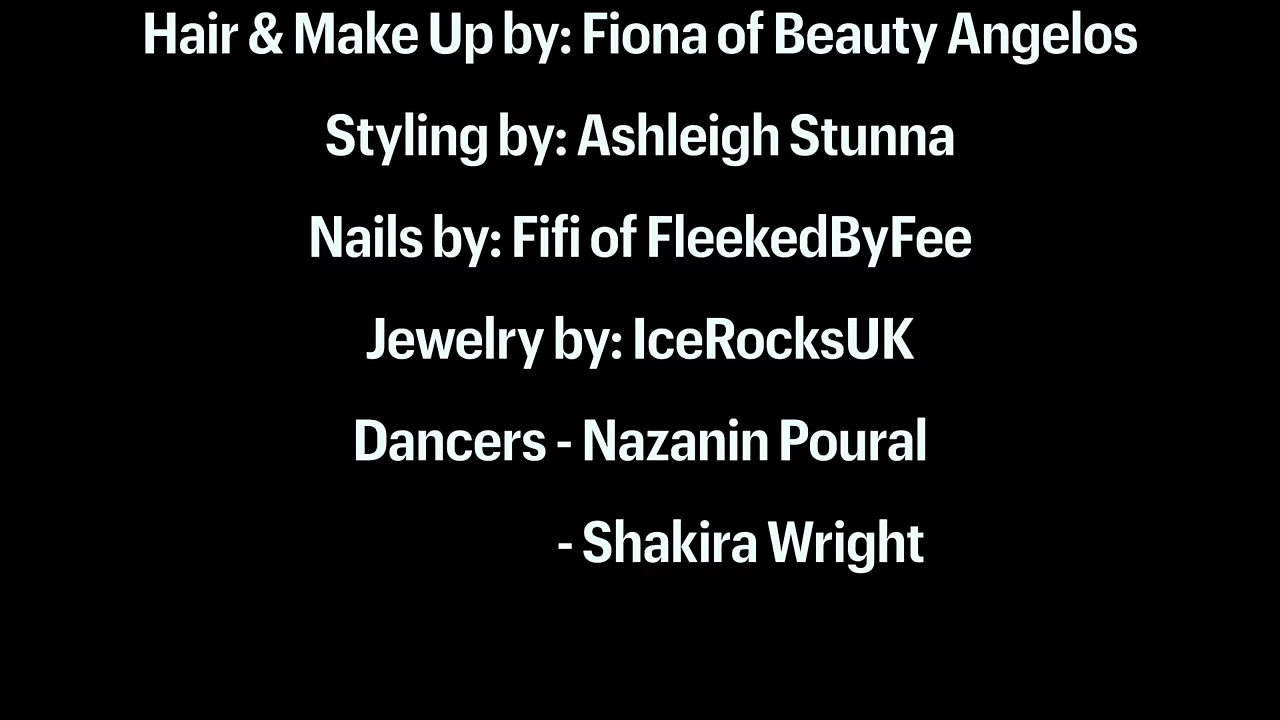 Hair & Make Up by: Fiona of Beauty Angelos
Styling by: Ashleigh Stunna
Nails by: Fifi of FleekedByFee
Jewelry by: IceRocksUK
Dancers - Nazanin Poural
- Shakira Wright